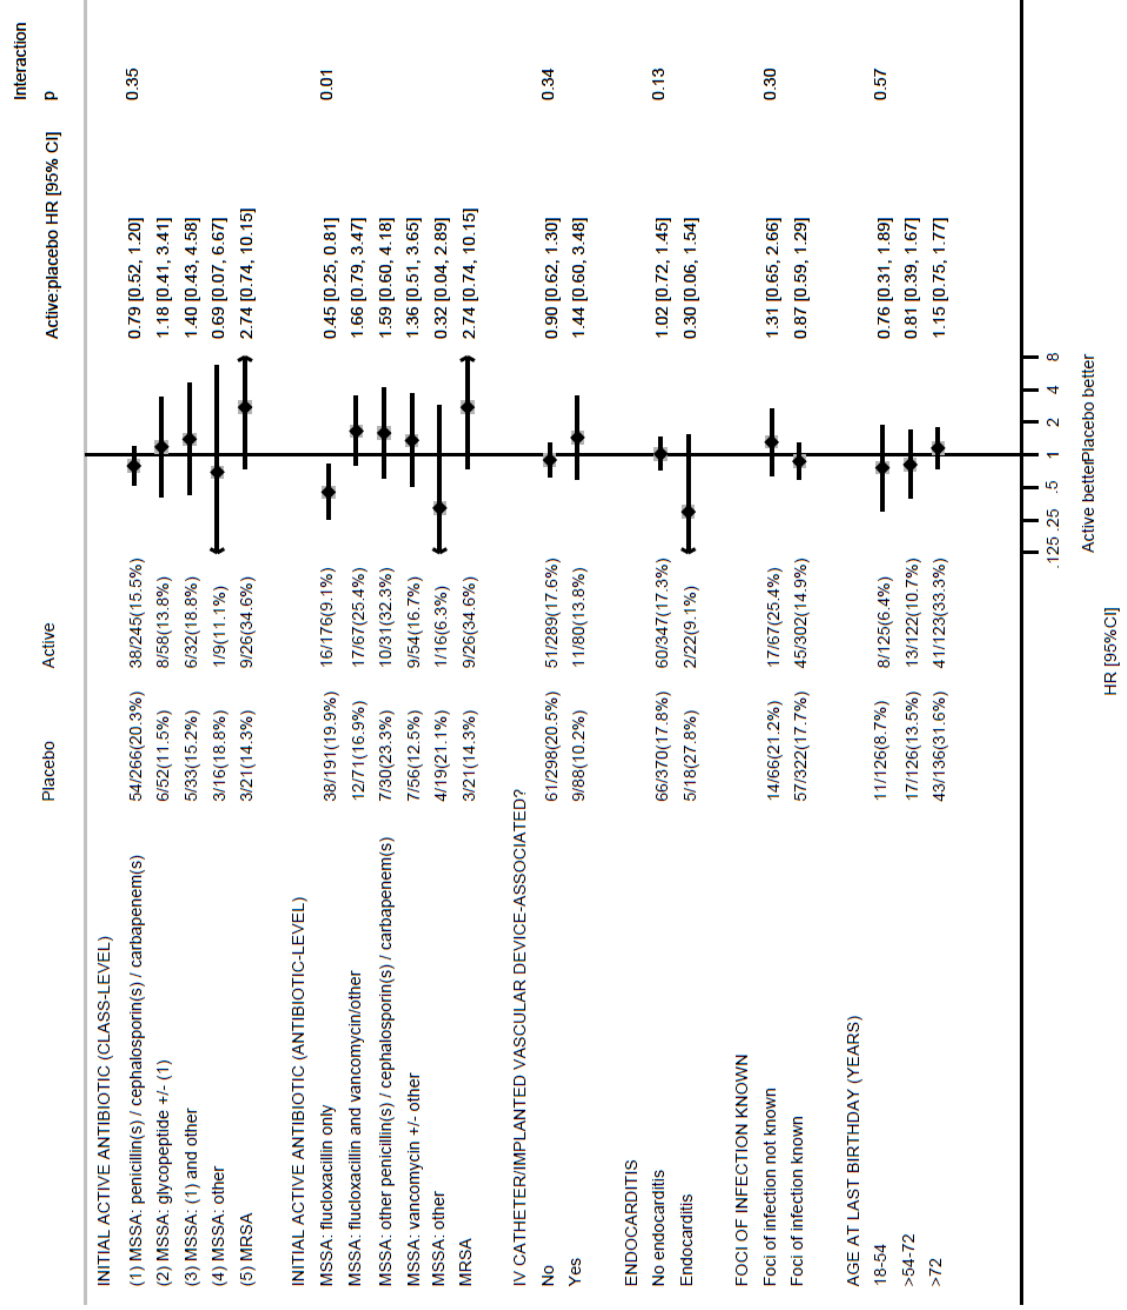 Interaction
Placebo Active Active:placebo HR [95% CI] p
INITIAL ACTIVE ANTIBIOTIC (CLASS-LEVEL)
(1) MSSA: penicillin(s) / cephalosporin(s) / carbapenem(s) 54/266(20.3%) 38/245(15.5%) 0.79 [0.52, 1.20] 0.35
(2) MSSA: glycopeptide +/- (1) 6/52(11.5%) 8/58(13.8%) 1.18 [0.41, 3.41]
(3) MSSA: (1) and other 5/33(15.2%) 6/32(18.8%) 1.40 [0.43, 4.58]
(4) MSSA: other 3/16(18.8%) 1/9(11.1%) 0.69 [0.07, 6.67]
(5) MRSA 3/21(14.3%) 9/26(34.6%) 2.74 [0.74, 10.15]
INITIAL ACTIVE ANTIBIOTIC (ANTIBIOTIC-LEVEL)
MSSA: flucloxacillin only 38/191(19.9%) 16/176(9.1%) 0.45 [0.25, 0.81] 0.01
MSSA: flucloxacillin and vancomycin/other 12/71(16.9%) 17/67(25.4%) 1.66 [0.79, 3.47]
MSSA: other penicillin(s) / cephalosporin(s) / carbapenem(s) 7/30(23.3%) 10/31(32.3%) 1.59 [0.60, 4.18]
MSSA: vancomycin +/- other 7/56(12.5%) 9/54(16.7%) 1.36 [0.51, 3.65]
MSSA: other 4/19(21.1%) 1/16(6.3%) 0.32 [0.04, 2.89]
MRSA 3/21(14.3%) 9/26(34.6%) 2.74 [0.74, 10.15]
IV CATHETER/IMPLANTED VASCULAR DEVICE-ASSOCIATED?
No 61/298(20.5%) 51/289(17.6%) 0.90 [0.62, 1.30] 0.34
Yes 9/88(10.2%) 11/80(13.8%) 1.44 [0.60, 3.48]
ENDOCARDITIS
No endocarditis 66/370(17.8%) 60/347(17.3%) 1.02 [0.72, 1.45] 0.13
Endocarditis 5/18(27.8%) 2/22(9.1%) 0.30 [0.06, 1.54]
FOCI OF INFECTION KNOWN
Foci of infection not known 14/66(21.2%) 17/67(25.4%) 1.31 [0.65, 2.66] 0.30
Foci of infection known 57/322(17.7%) 45/302(14.9%) 0.87 [0.59, 1.29]
AGE AT LAST BIRTHDAY (YEARS)
18-54 11/126(8.7%) 8/125(6.4%) 0.76 [0.31, 1.89] 0.57
>54-72 17/126(13.5%) 13/122(10.7%) 0.81 [0.39, 1.67]
>72 43/136(31.6%) 41/123(33.3%) 1.15 [0.75, 1.77]
.125 .25 .5 1 2 4 8
Active betterPlacebo better
HR [95%CI]